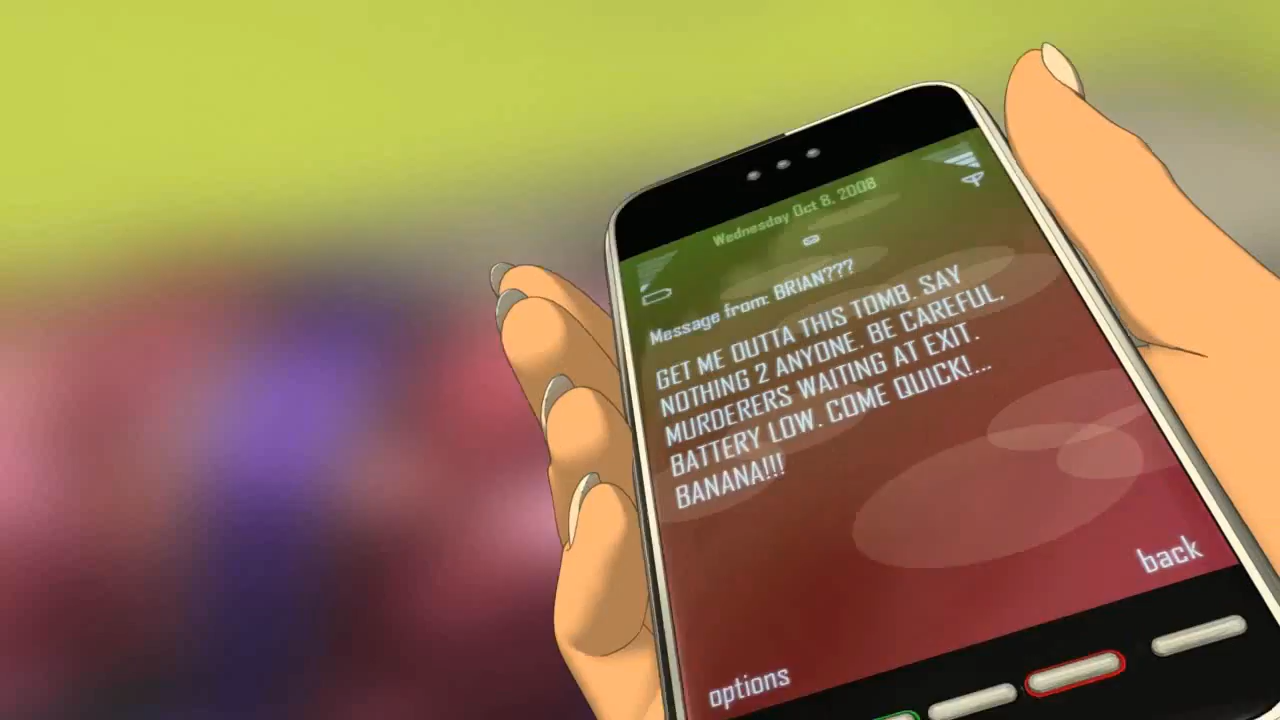 Wednesday Oct 8, 2008
Message from: BRIAN???
GET ME OUTTA THIS TOMB. SAY
NOTHING 2 ANYONE. BE CAREFUL,
MURDERERS WAITING AT EXIT.
BATTERY LOW. COME QUICK!...
BANANA!!!
back
options